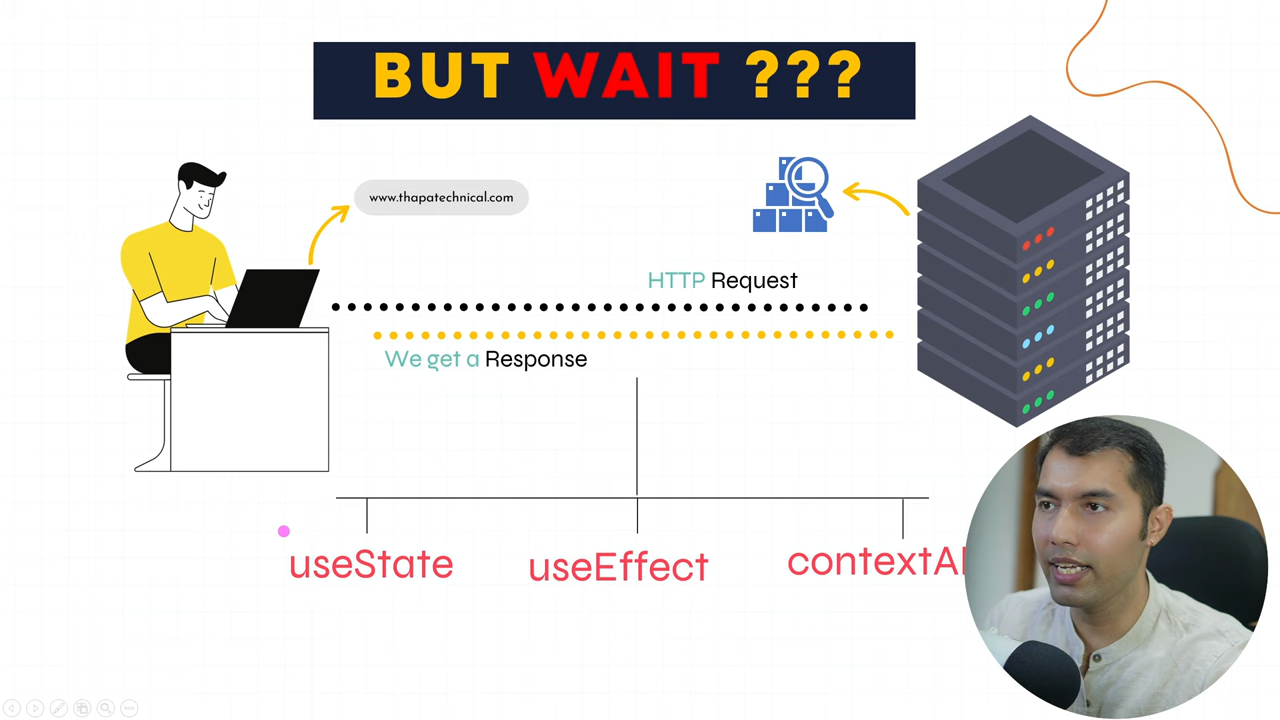 BUT WAIT ???
www.thapatechnical.com
HTTP Request
We get a Response
useState
useEffect